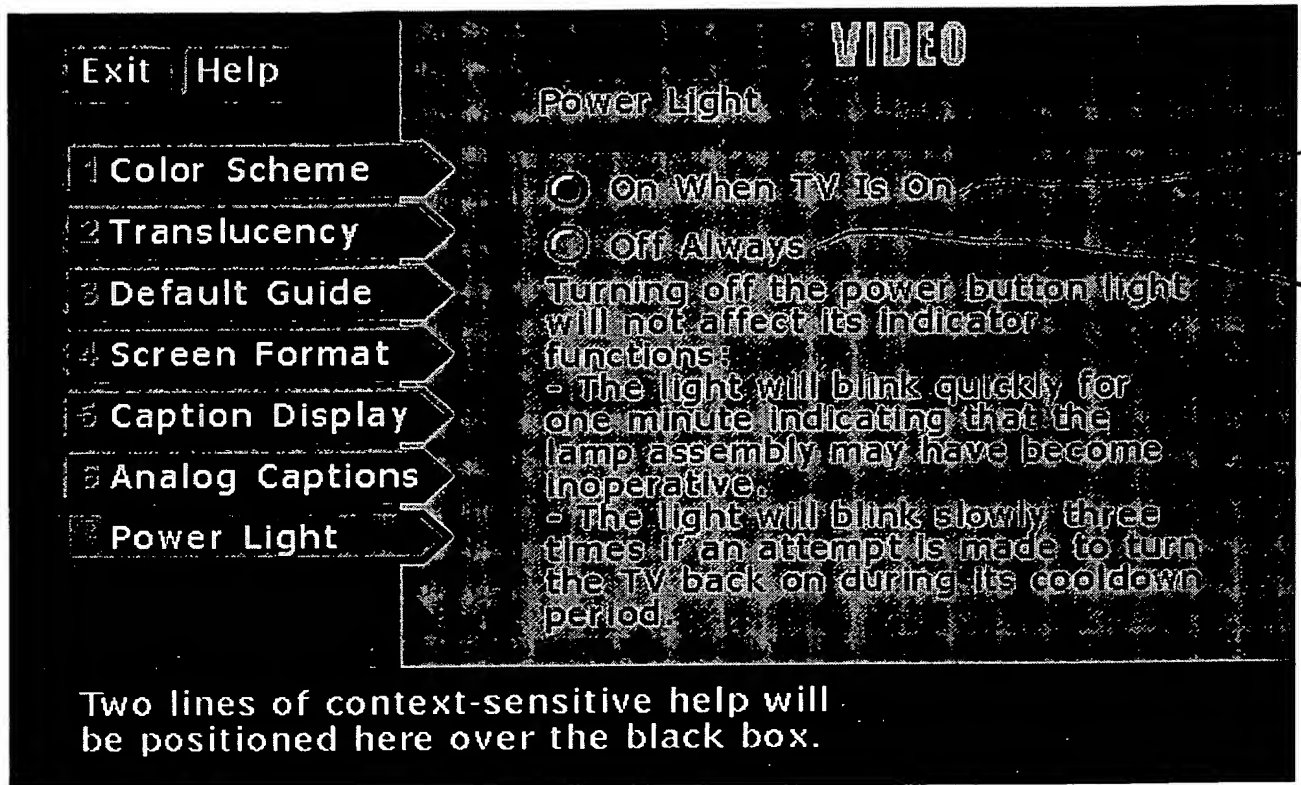 Exit Help
1 Color Scheme
2 Translucency
3 Default Guide
4 Screen Format
5 Caption Display
6 Analog Captions
Power Light
VIDEO
Power Light
On When TV Is On
Off Always
Turning off the power button light
will not affect its indicator
functions:
- The light will blink quickly for
one minute indicating that the
lamp assembly may have become
inoperative.
- The light will blink slowly three
times if an attempt is made to turn
the TV back on during its cooldown
period.
Two lines of context-sensitive help will
be positioned here over the black box.